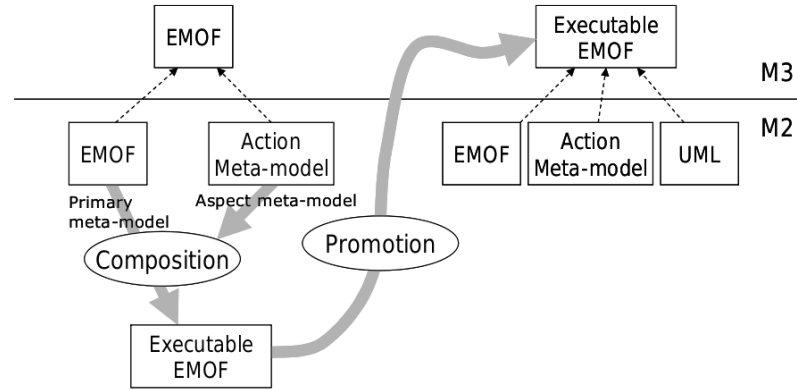 EMOF
Executable
EMOF
M3
M2
EMOF
Action
Meta-model
EMOF
Action
Meta-model
UML
Primary
meta-model
Aspect meta-model
Composition
Promotion
Executable
EMOF